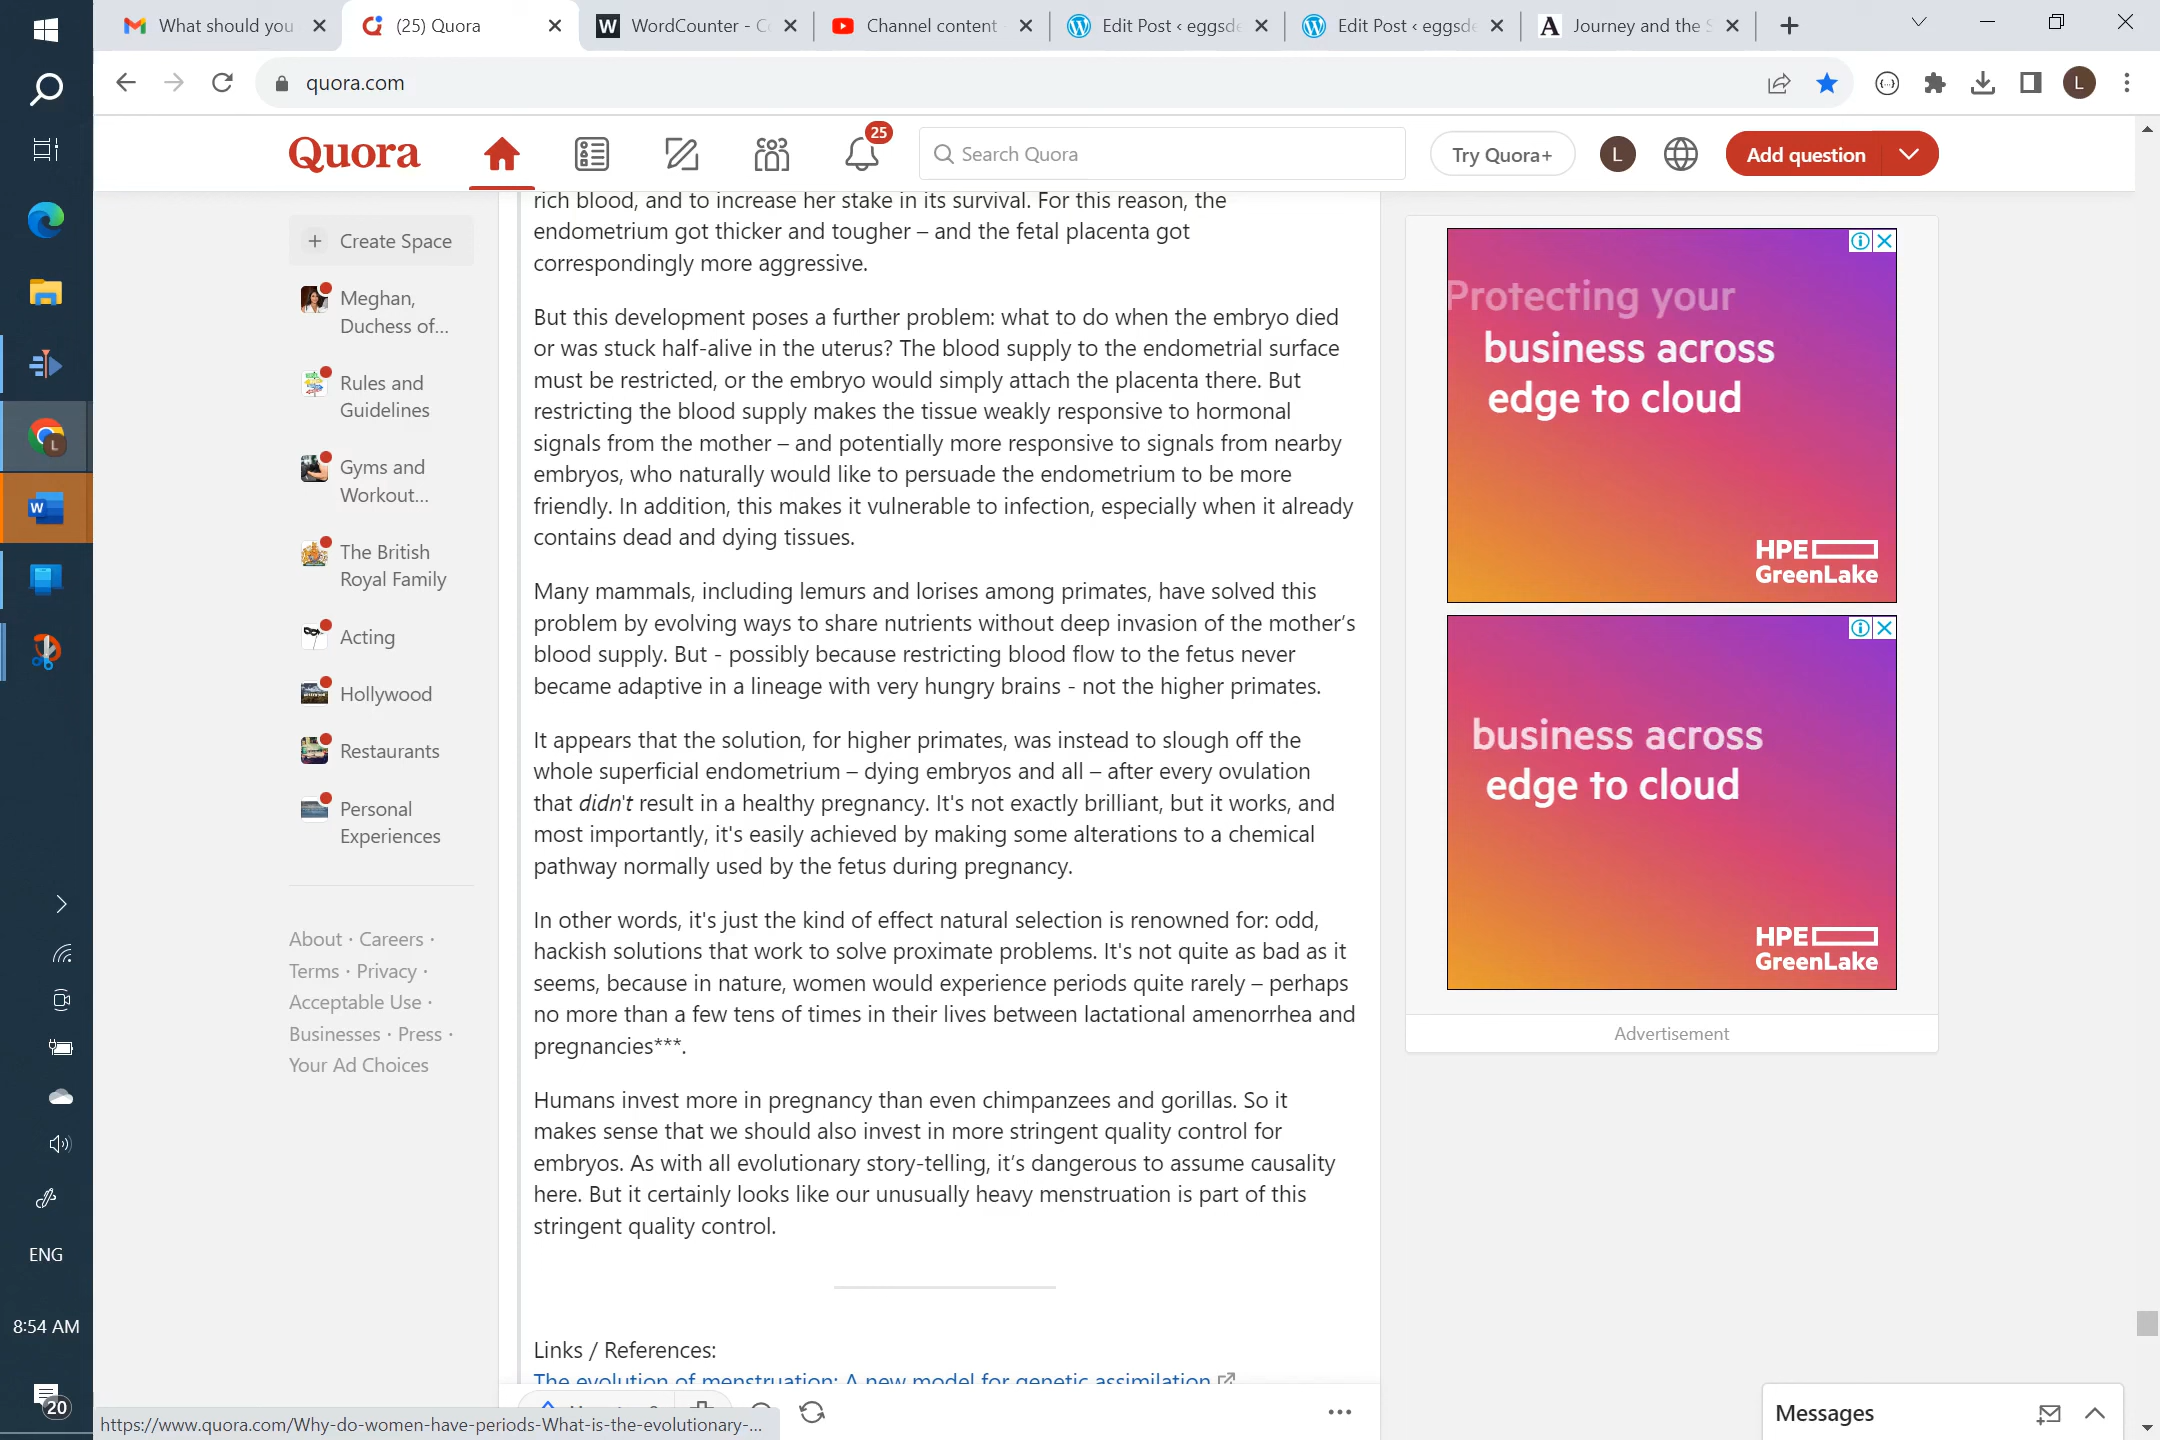 What should you
(25) Quora
WordCounter - C
Channel content
Edit Post ‹ eggsde
Edit Post ‹ eggsde
Journey and the S
quora.com
L
Quora
25
Search Quora
Try Quora+
L
Add question
Create Space
Meghan,
Duchess of...
Rules and
Guidelines
Gyms and
Workout...
The British
Royal Family
Acting
Hollywood
Restaurants
Personal
Experiences
About · Careers ·
Terms · Privacy ·
Acceptable Use ·
Businesses · Press ·
Your Ad Choices
rich blood, and to increase her stake in its survival. For this reason, the
endometrium got thicker and tougher – and the fetal placenta got
correspondingly more aggressive.
But this development poses a further problem: what to do when the embryo died
or was stuck half-alive in the uterus? The blood supply to the endometrial surface
must be restricted, or the embryo would simply attach the placenta there. But
restricting the blood supply makes the tissue weakly responsive to hormonal
signals from the mother – and potentially more responsive to signals from nearby
embryos, who naturally would like to persuade the endometrium to be more
friendly. In addition, this makes it vulnerable to infection, especially when it already
contains dead and dying tissues.
Many mammals, including lemurs and lorises among primates, have solved this
problem by evolving ways to share nutrients without deep invasion of the mother’s
blood supply. But - possibly because restricting blood flow to the fetus never
became adaptive in a lineage with very hungry brains - not the higher primates.
It appears that the solution, for higher primates, was instead to slough off the
whole superficial endometrium – dying embryos and all – after every ovulation
that didn't result in a healthy pregnancy. It's not exactly brilliant, but it works, and
most importantly, it's easily achieved by making some alterations to a chemical
pathway normally used by the fetus during pregnancy.
In other words, it's just the kind of effect natural selection is renowned for: odd,
hackish solutions that work to solve proximate problems. It's not quite as bad as it
seems, because in nature, women would experience periods quite rarely – perhaps
no more than a few tens of times in their lives between lactational amenorrhea and
pregnancies***.
Humans invest more in pregnancy than even chimpanzees and gorillas. So it
makes sense that we should also invest in more stringent quality control for
embryos. As with all evolutionary story-telling, it’s dangerous to assume causality
here. But it certainly looks like our unusually heavy menstruation is part of this
stringent quality control.
Links / References:
The evolution of menstruation: A new model for genetic assimilation
Protecting your
business across
edge to cloud
HPE
GreenLake
business across
edge to cloud
HPE
GreenLake
Advertisement
Messages
ENG
8:54 AM
20
https://www.quora.com/Why-do-women-have-periods-What-is-the-evolutionary-...